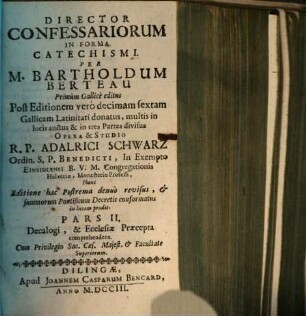 DIRECTOR
CONFESSARIORUM
IN FORMA
CATECHISMI.
PER
M. BARTHOLDUM
BERTEAU
Primùm Gallicè editus
Post Editionem verò decimam sextam
Gallicam Latinitati donatus, multis in
locis auctus & in tres Partes divisus
OPERA & STUDIO
R. P. ADALRICI SCHWARZ
Ordin. S. P. BENEDICTI, In Exempto
EINSIDLENSI B. V. M. Congregationis
Helveticæ, Monasterio Professi,
Nunc
Editione hac Postrema denuò revisus, &
summorum Pontificum Decretis conformatus
in lucem prodit.
PARS II.
Decalogi, & Ecclesiæ Præcepta
comprehendens.
Cum Privilegio Sac. Cæs. Majest. & Facultate
Superiorum.
DILINGÆ,
Apud JOANNEM CASPARUM BENCARD,
ANNO M.DCCIII.